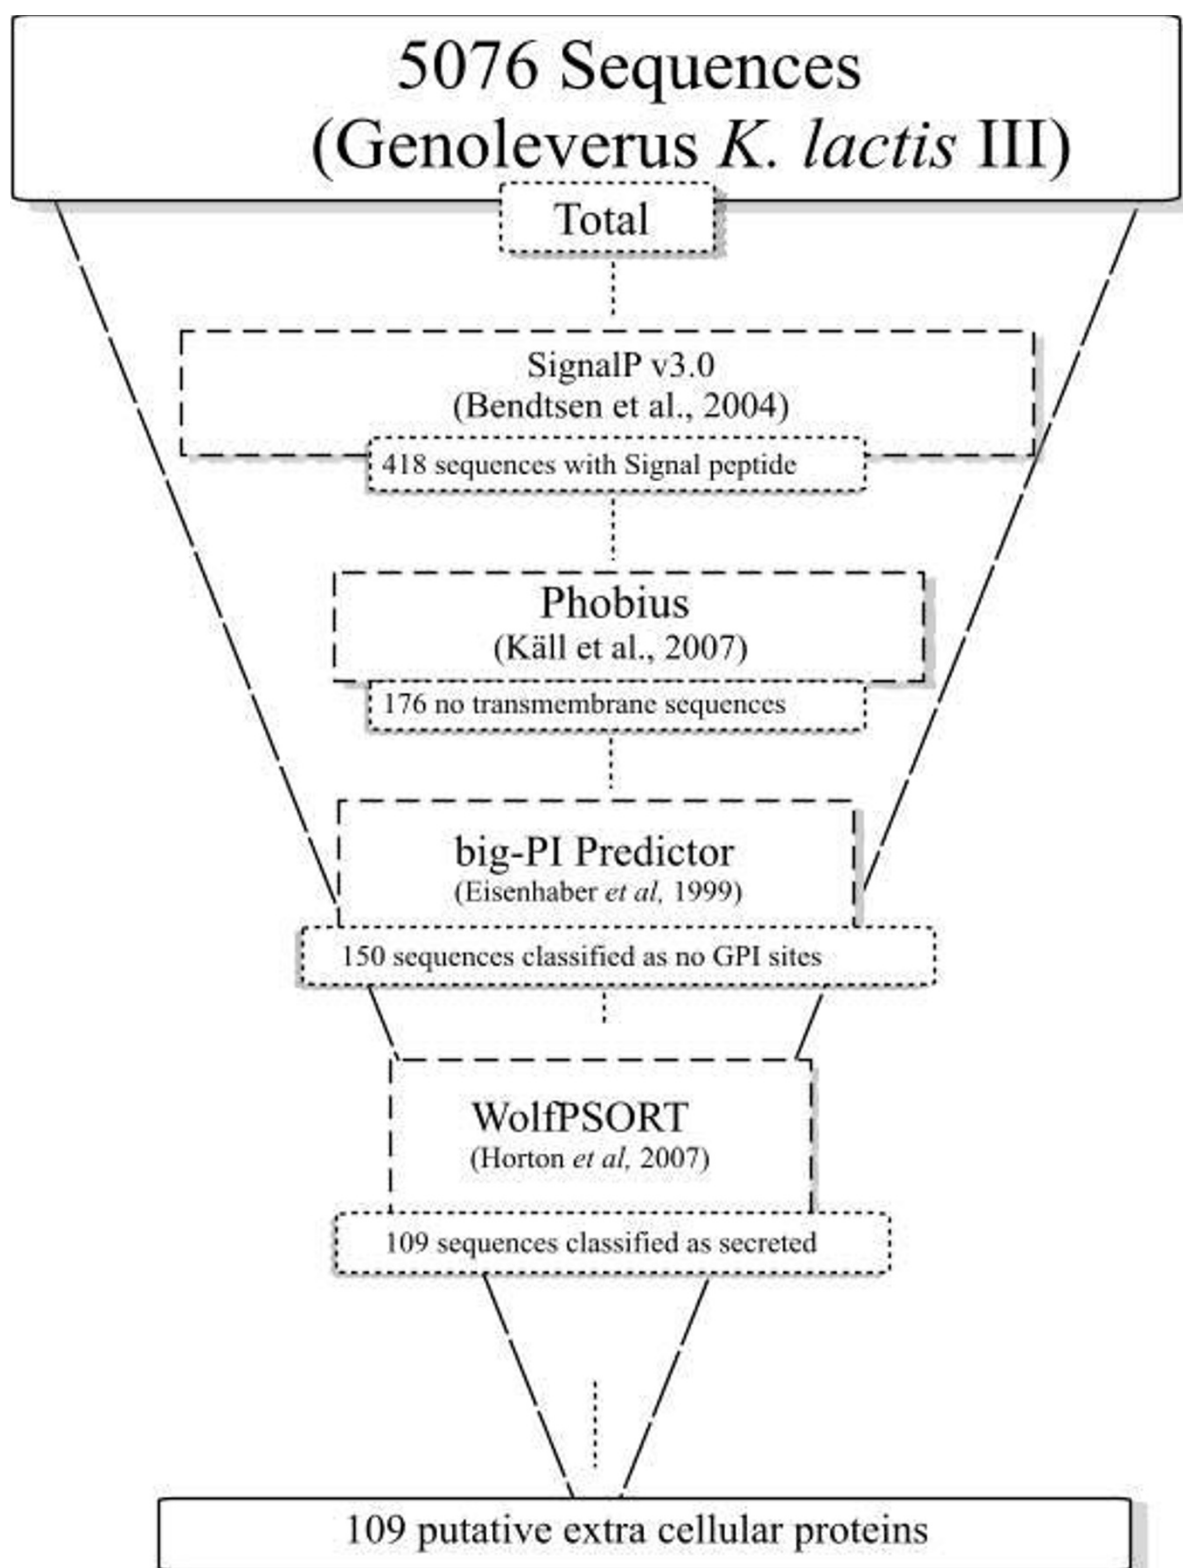 5076 Sequences
(Genoleverus K. lactis III)
Total
SignalP v3.0
(Bendtsen et al., 2004)
418 sequences with Signal peptide
Phobius
(Käll et al., 2007)
176 no transmembrane sequences
big-PI Predictor
(Eisenhaber et al, 1999)
150 sequences classified as no GPI sites
WolfPSORT
(Horton et al, 2007)
109 sequences classified as secreted
109 putative extra cellular proteins